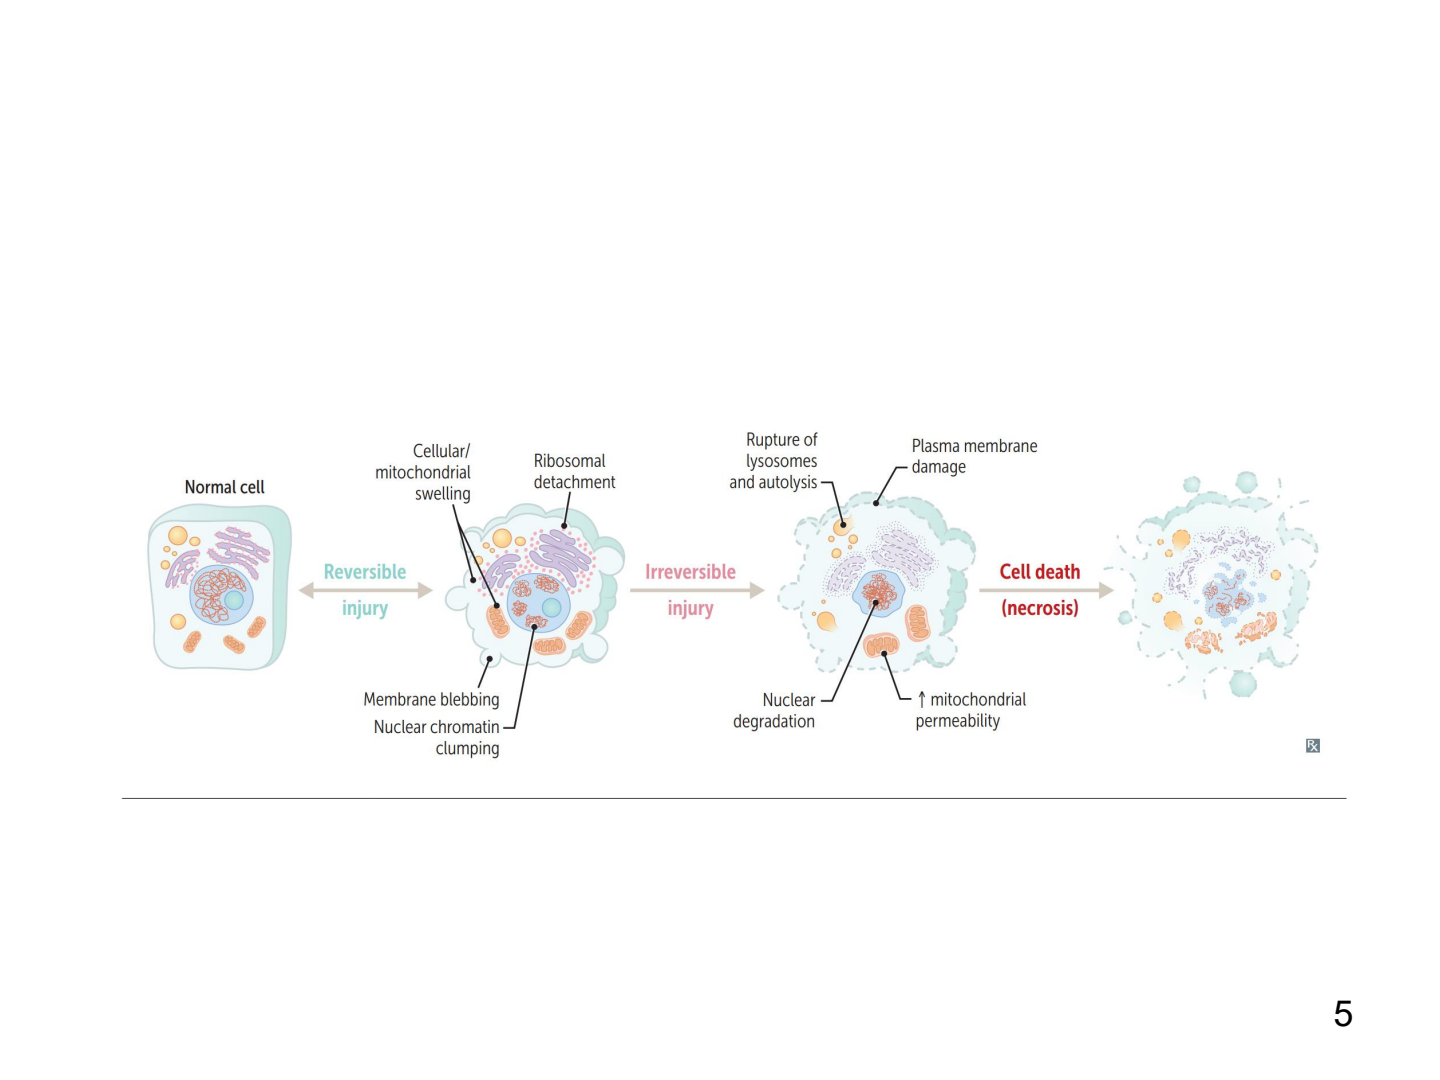 Normal cell
Reversible
injury
Cellular/
mitochondrial
swelling
Ribosomal
detachment
Membrane blebbing
Nuclear chromatin
clumping
Irreversible
injury
Rupture of
lysosomes
and autolysis
Plasma membrane
damage
Nuclear
degradation
↑ mitochondrial
permeability
Cell death
(necrosis)
Rx
5